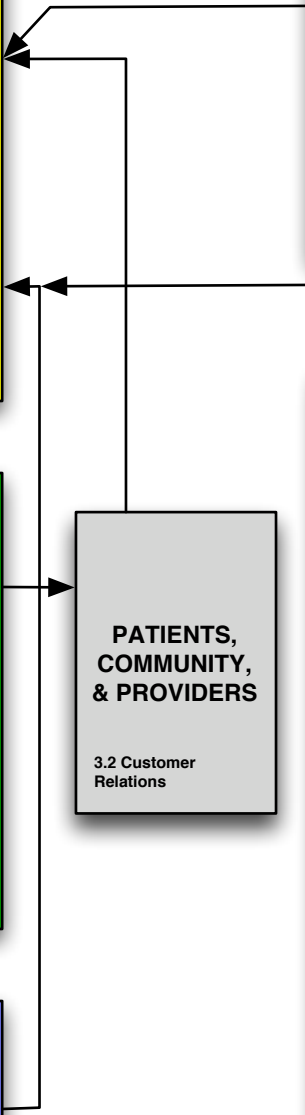 PATIENTS,
COMMUNITY,
& PROVIDERS
3.2 Customer
Relations